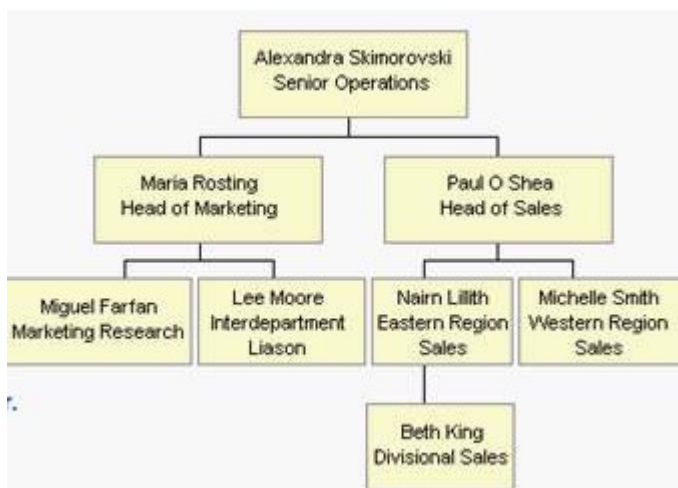 Alexandra Skimorovski
Senior Operations
Maria Rosting
Head of Marketing
Paul O Shea
Head of Sales
Miguel Farfan
Marketing Research
Lee Moore
Interdepartment
Liason
Nairn Lillith
Eastern Region
Sales
Michelle Smith
Western Region
Sales
r.
Beth King
Divisional Sales